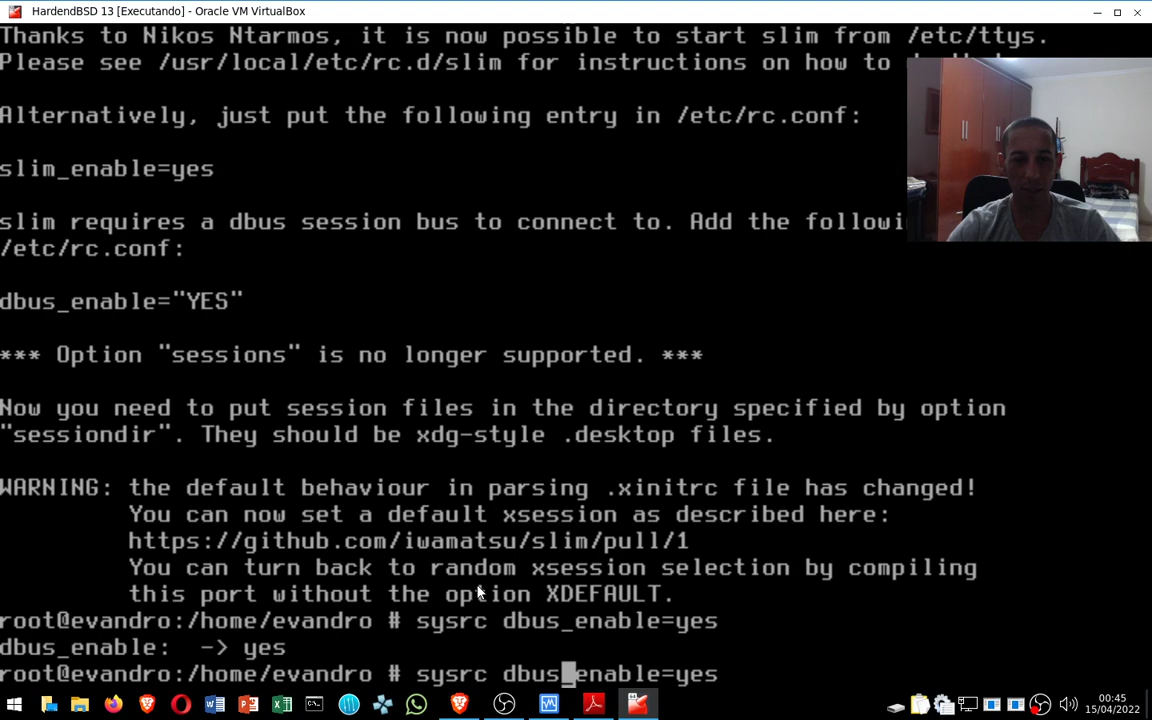 HardendBSD 13 [Executando] - Oracle VM VirtualBox
Thanks to Nikos Ntarmos, it is now possible to start slim from /etc/ttys.
Please see /usr/local/etc/rc.d/slim for instructions on how to
Alternatively, just put the following entry in /etc/rc.conf:
slim_enable=yes
slim requires a dbus session bus to connect to. Add the followi
/etc/rc.conf:
dbus_enable="YES"
*** Option "sessions" is no longer supported. ***
Now you need to put session files in the directory specified by option
"sessiondir". They should be xdg-style .desktop files.
WARNING: the default behaviour in parsing .xinitrc file has changed!
You can now set a default xsession as described here:
https://github.com/iwamatsu/slim/pull/1
You can turn back to random xsession selection by compiling
this port without the option XDEFAULT.
root@evandro:/home/evandro # sysrc dbus_enable=yes
dbus_enable:  -> yes
root@evandro:/home/evandro # sysrc dbus_enable=yes
00:45
15/04/2022